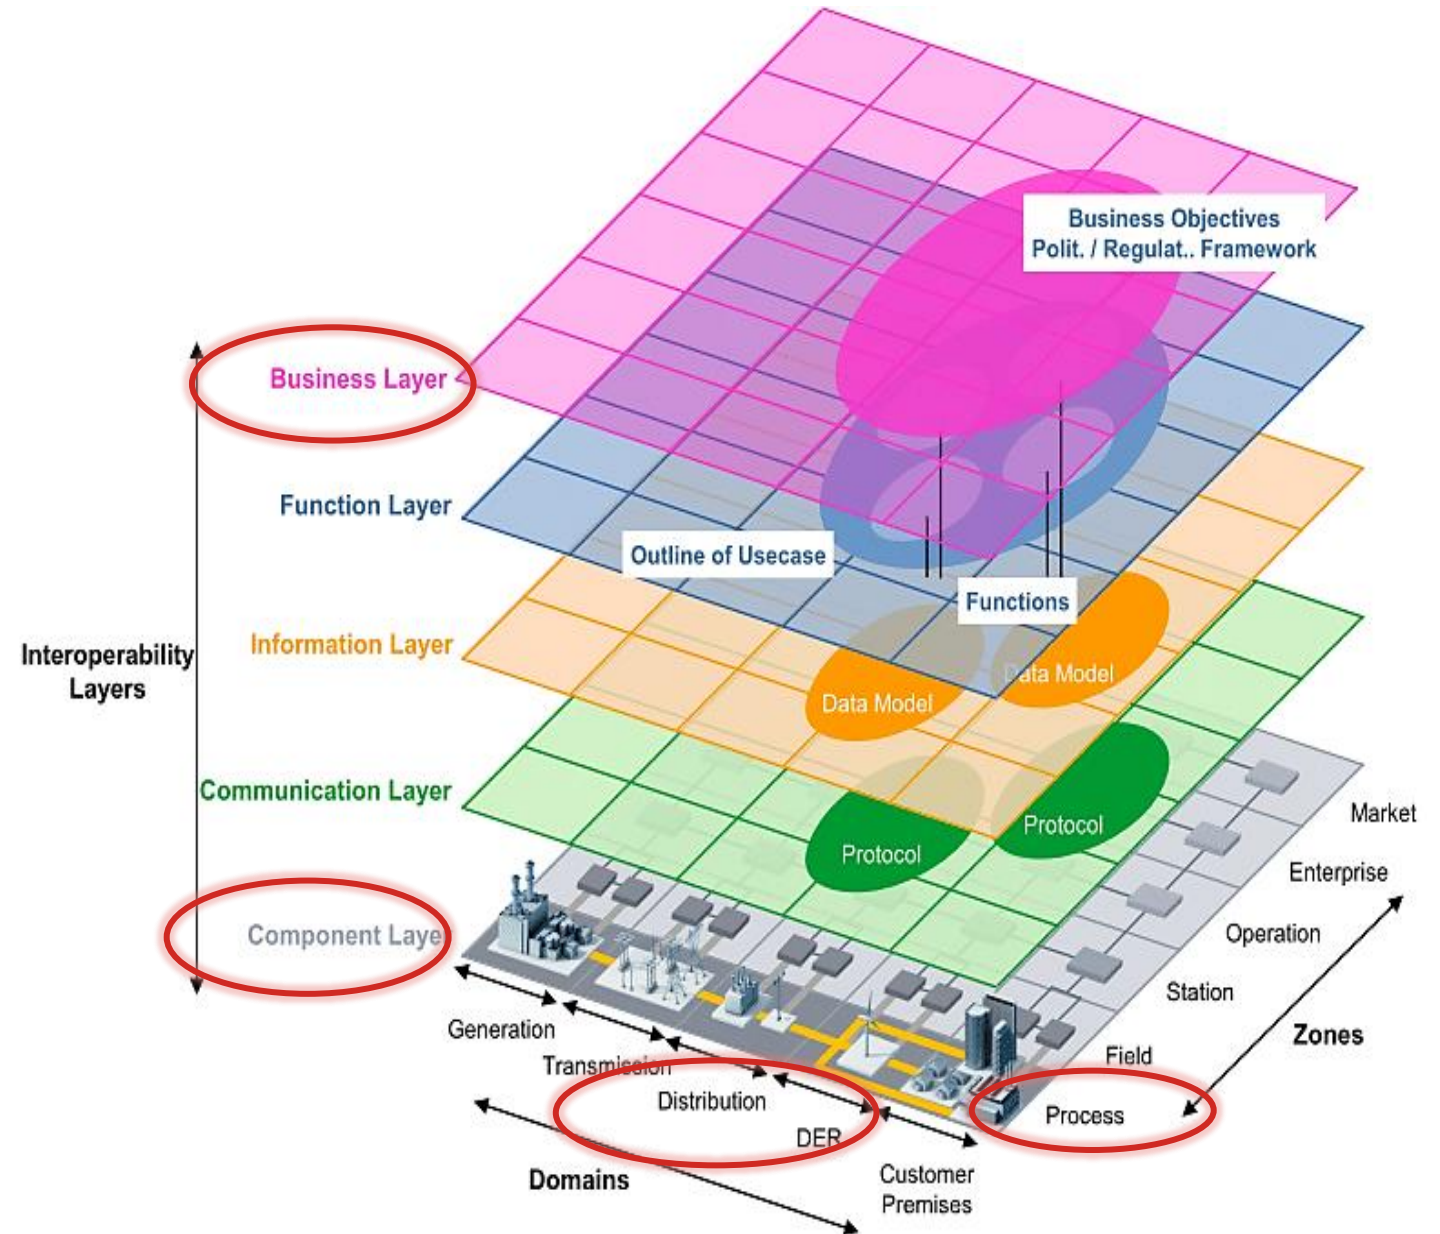 Business Objectives
Polit. / Regulat.. Framework
Business Layer
Function Layer
Outline of Usecase
Functions
Information Layer
Interoperability
Layers
Data Model
Data Model
Communication Layer
Protocol
Protocol
Market
Enterprise
Operation
Component Laye
Station
Generation
Zones
Field
Transmission
Distribution
Process
DER
Domains
Customer
Premises